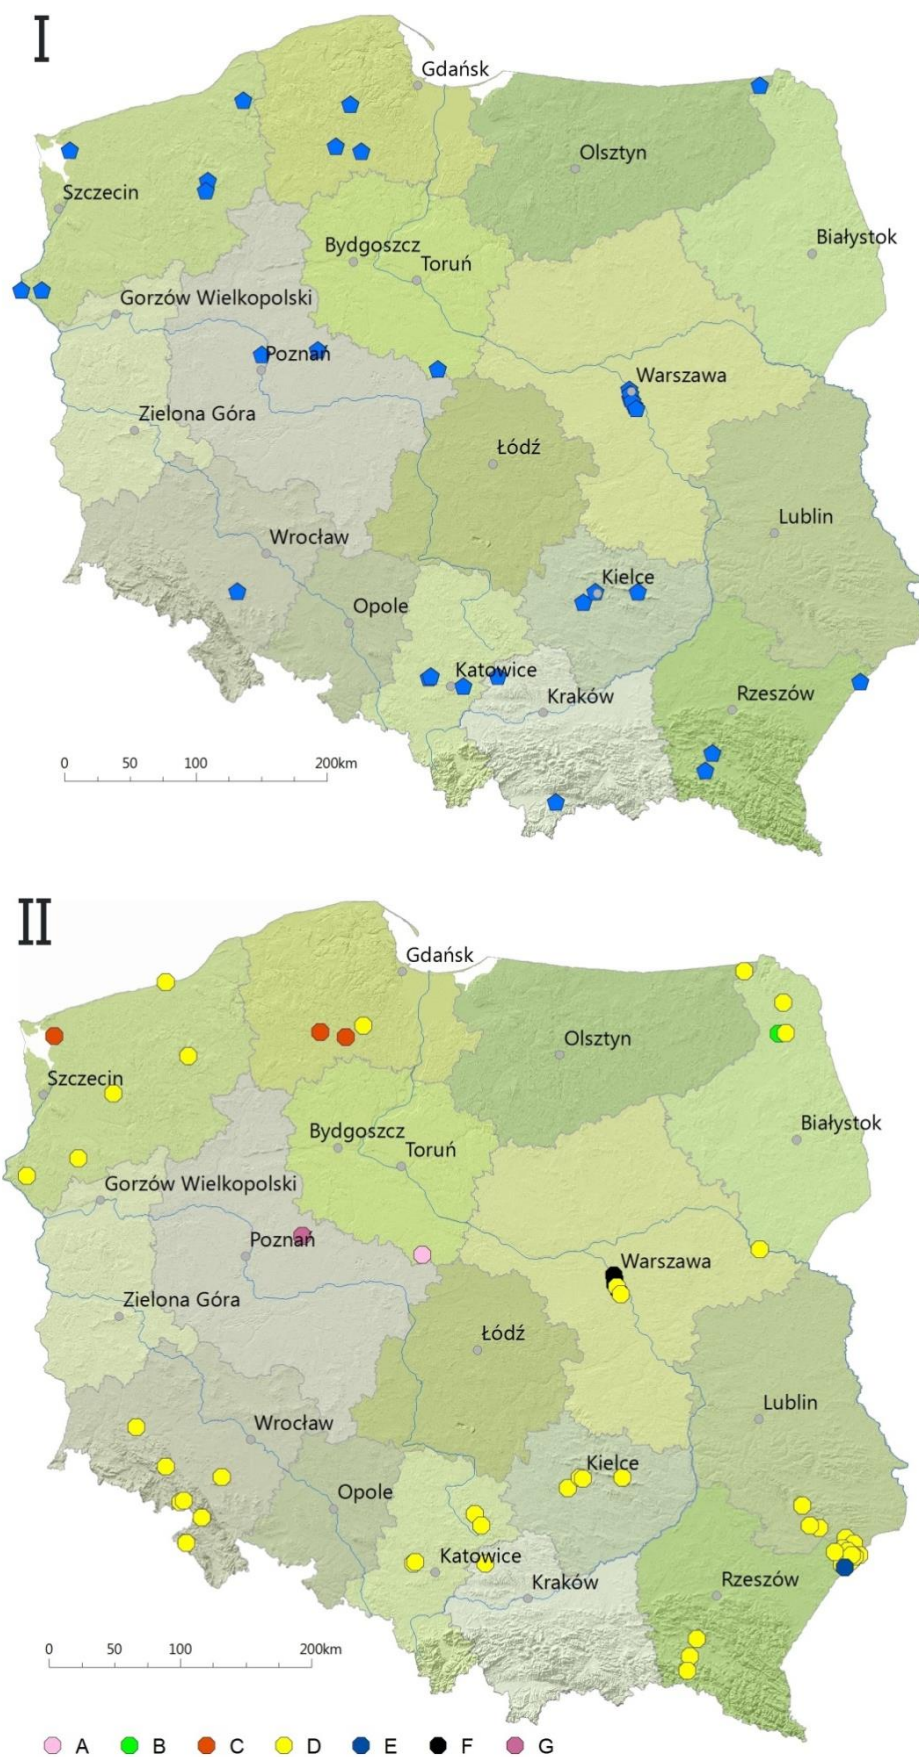 I
Gdańsk
Olsztyn
Szczecin
Białystok
Bydgoszcz
Toruń
Gorzów Wielkopolski
Poznań
Warszawa
Zielona Góra
Łódź
Lublin
Wrocław
Kielce
Opole
Katowice
Kraków
Rzeszów
0 50 100 200km
II
Gdańsk
Olsztyn
Szczecin
Białystok
Bydgoszcz
Toruń
Gorzów Wielkopolski
Poznań
Warszawa
Zielona Góra
Łódź
Lublin
Wrocław
Kielce
Opole
Katowice
Kraków
Rzeszów
0 50 100 200km
A B C D E F G